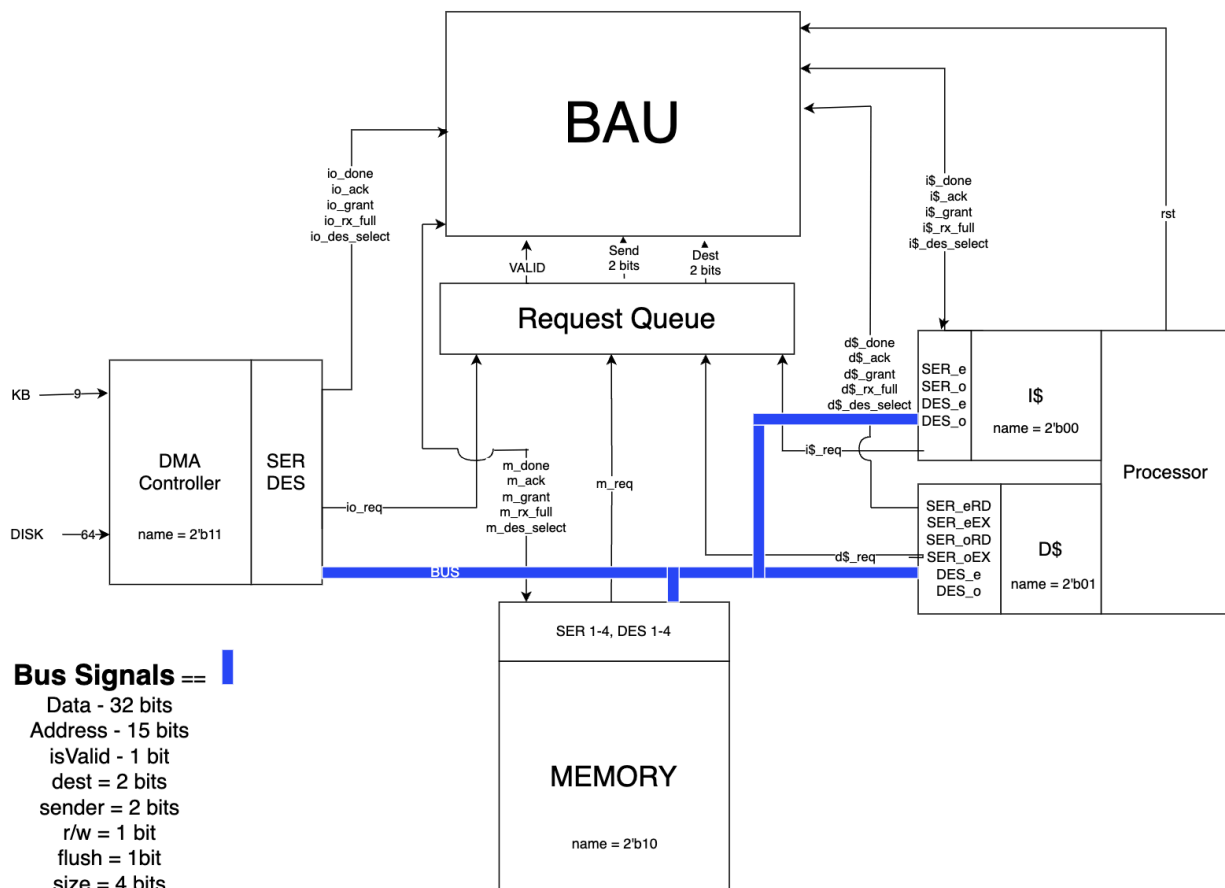 BAU
rst
io_done
io_ack
io_grant
io_rx_full
io_des_select
i$_done
i$_ack
i$_grant
i$_rx_full
i$_des_select
VALID
Send
2 bits
Dest
2 bits
Request Queue
d$_done
d$_ack
d$_grant
d$_rx_full
d$_des_select
KB
9
DISK
64
DMA
Controller
name = 2'b11
SER
DES
io_req
m_done
m_ack
m_grant
m_rx_full
m_des_select
m_req
i$_req
d$_req
SER_e
SER_o
DES_e
DES_o
I$
name = 2'b00
Processor
SER_eRD
SER_eEX
SER_oRD
SER_oEX
DES_e
DES_o
D$
name = 2'b01
BUS
SER 1-4, DES 1-4
MEMORY
name = 2'b10
Bus Signals ==
Data - 32 bits
Address - 15 bits
isValid - 1 bit
dest = 2 bits
sender = 2 bits
r/w = 1 bit
flush = 1bit
size = 4 bits